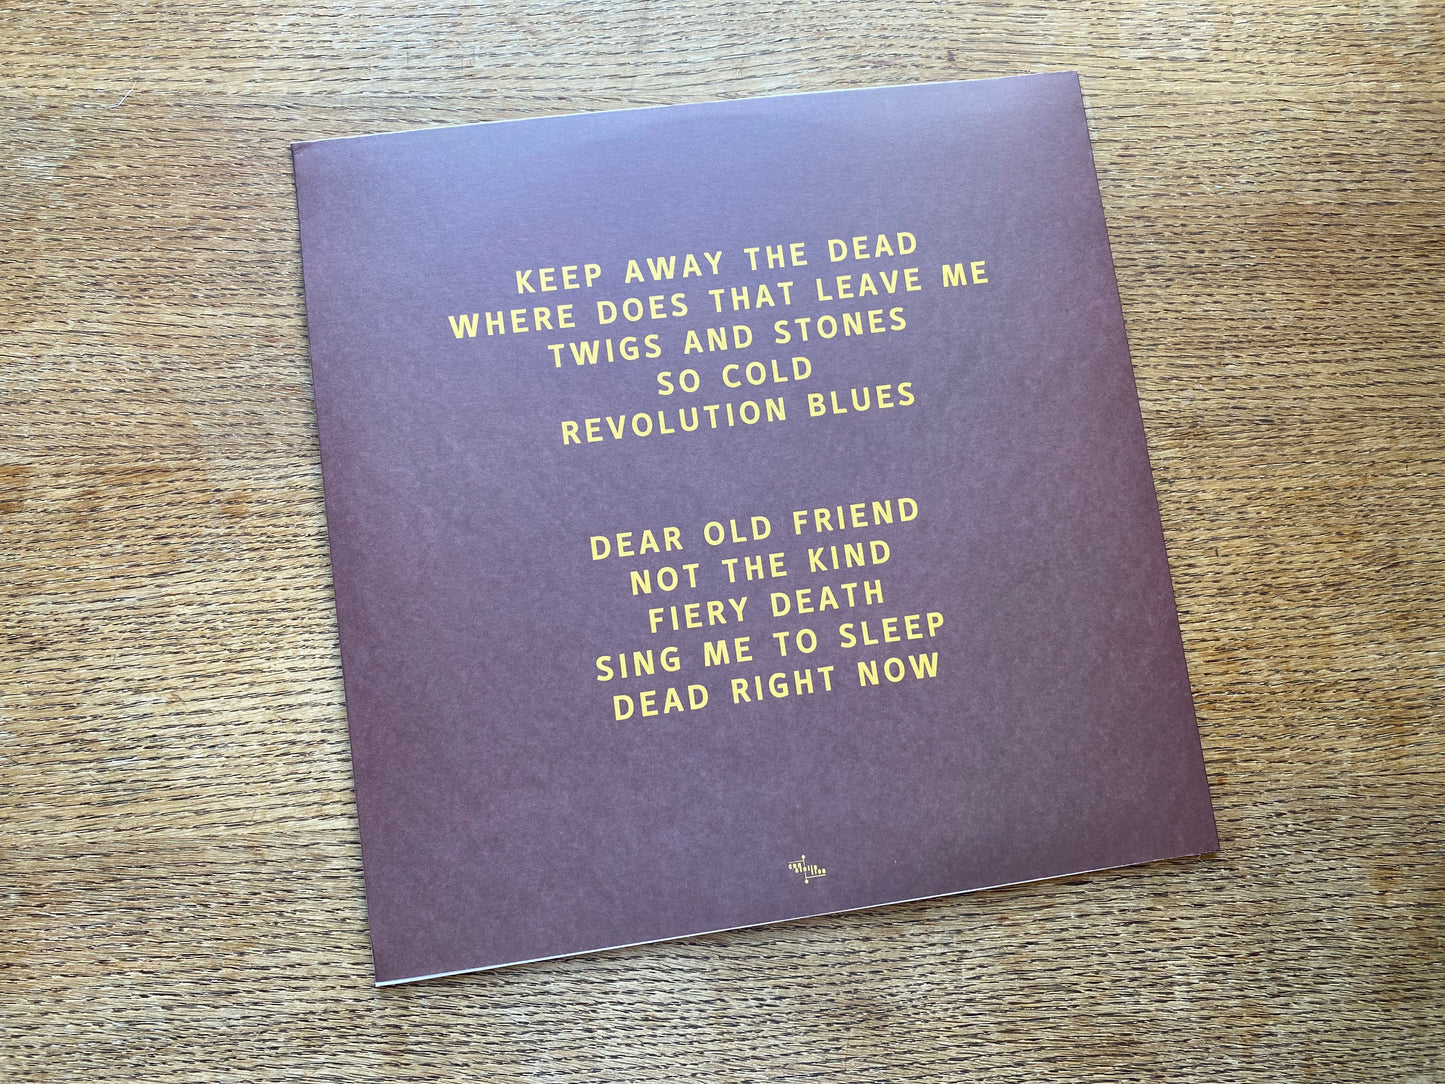 KEEP AWAY THE DEAD
WHERE DOES THAT LEAVE ME
TWIGS AND STONES
SO COLD
REVOLUTION BLUES
DEAR OLD FRIEND
NOT THE KIND
FIERY DEATH
SING ME TO SLEEP
DEAD RIGHT NOW